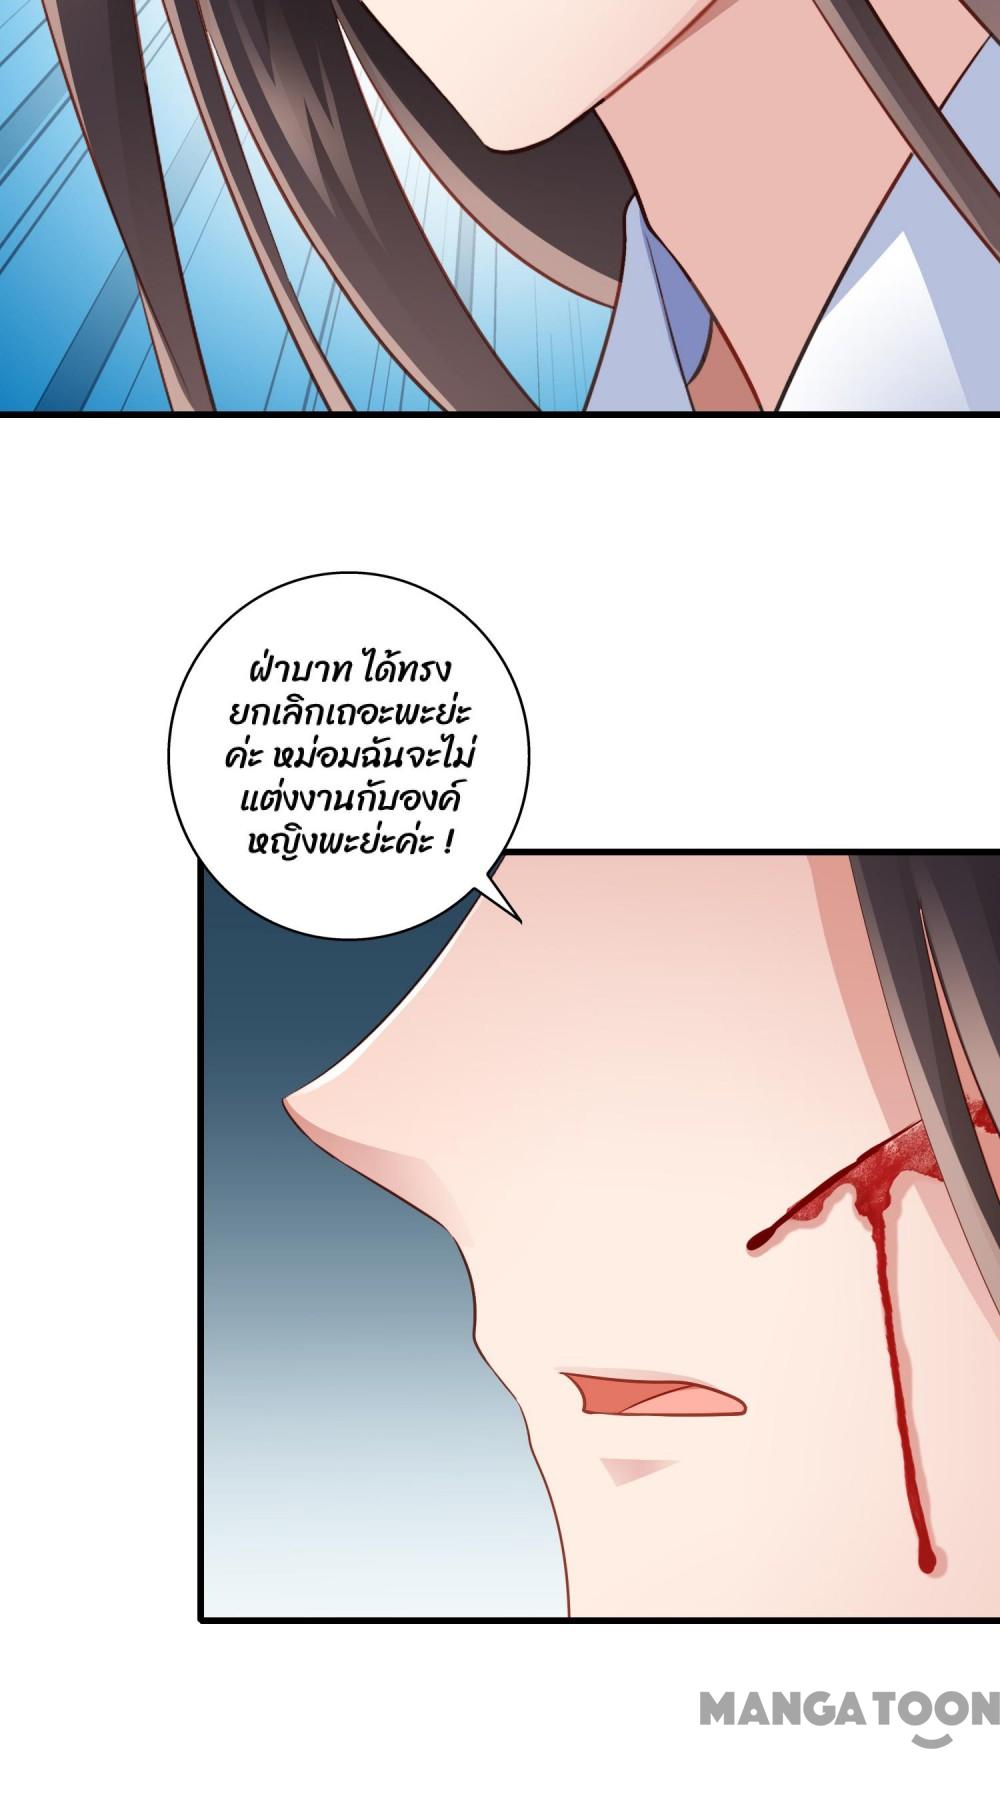 ฝ่าบาท ได้ทรง
ยกเลิกเถอะพะย่ะ
ค่ะ หม่อมฉันจะไม่
แต่งงานกับองค์
หญิงพะย่ะค่ะ !
MANGATOON